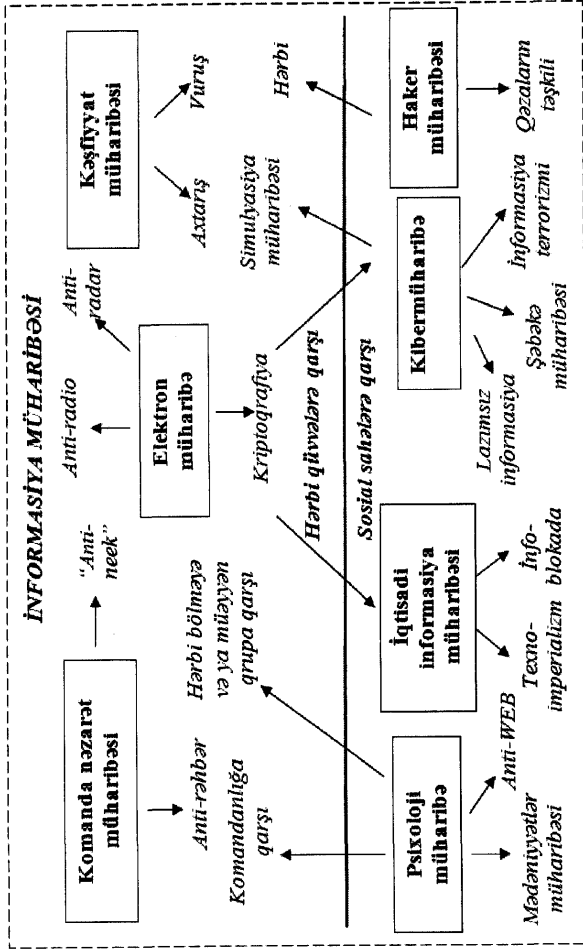 İNFORMASİYA MÜHARİBƏSİ
Komanda nəzarət
müharibəsi
"Anti-
neek"
Anti-rəhbər
Anti-radio
Anti-
radar
Elektron
müharibə
Kriptoqrafiya
Kəşfiyyat
müharibəsi
Axtarış
Vuruş
Komandanlığa
qarşı
Hərbi bölməyə
və ya müəyyən
qrupa qarşı
Simulyasiya
müharibəsi
Hərbi
Hərbi qüvvələrə qarşı
Sosial sahələrə qarşı
Psixoloji
müharibə
Mədəniyyətlər
müharibəsi
Anti-WEB
İqtisadi
informasiya
müharibəsi
Texno-
imperializm
İnfo-
blokada
Kibermüharibə
Lazımsız
informasiya
Şəbəkə
müharibəsi
İnformasiya
terrorizmi
Haker
müharibəsi
Qəzaların
təşkili